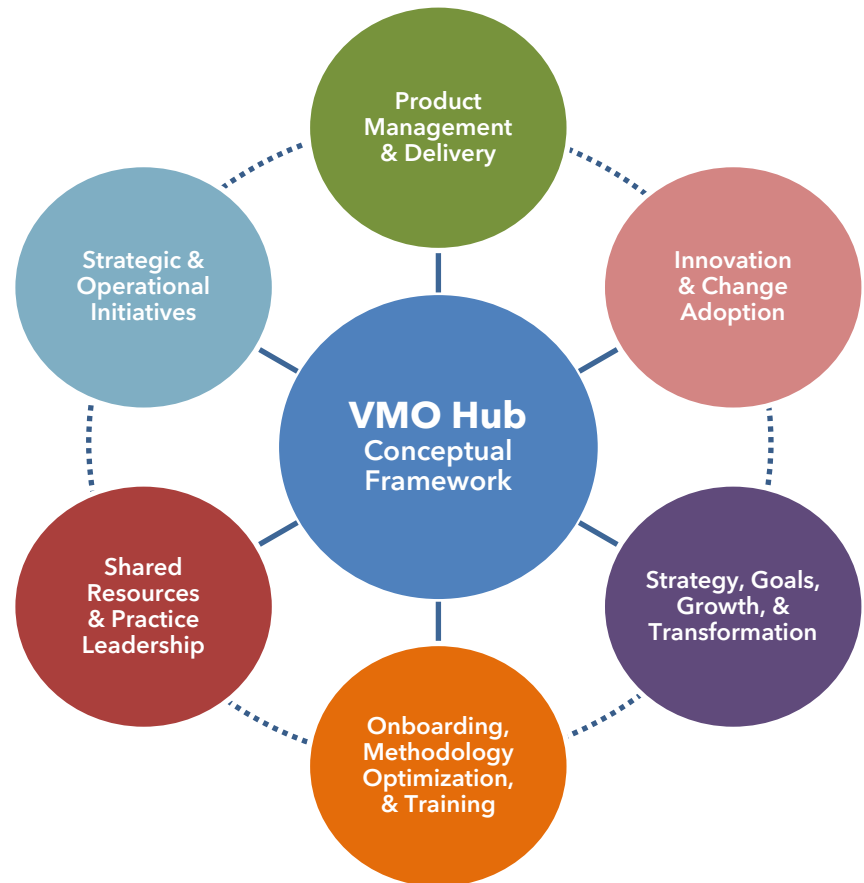 Product
Management
& Delivery
Strategic &
Operational
Initiatives
Innovation
& Change
Adoption
VMO Hub
Conceptual
Framework
Shared
Resources
& Practice
Leadership
Strategy, Goals,
Growth, &
Transformation
Onboarding,
Methodology
Optimization,
& Training